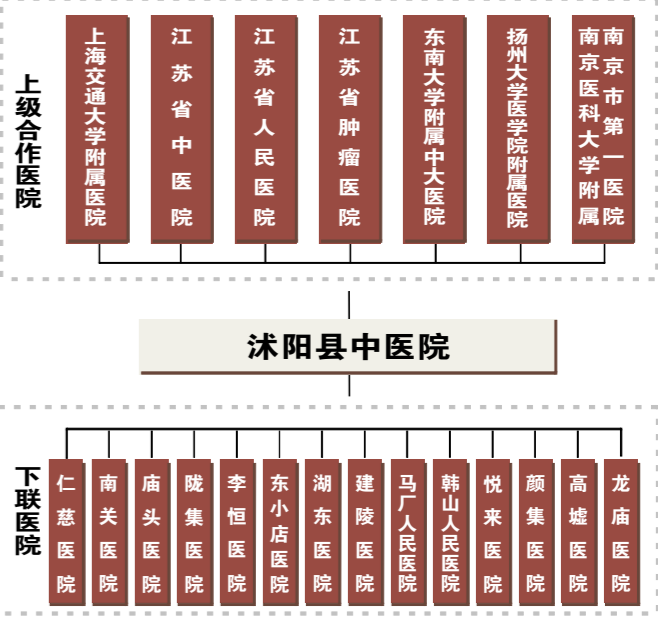 上级合作医院
上海交通大学附属医院
江苏省中医院
江苏省人民医院
江苏省肿瘤医院
东南大学附属中大医院
扬州大学医学院附属医院
南京医科大学附属
南京市第一医院
沭阳县中医院
下联医院
仁慈医院
南关医院
庙头医院
陇集医院
李恒医院
东小店医院
湖东医院
建陵医院
马厂人民医院
韩山人民医院
悦来医院
颜集医院
高墟医院
龙庙医院